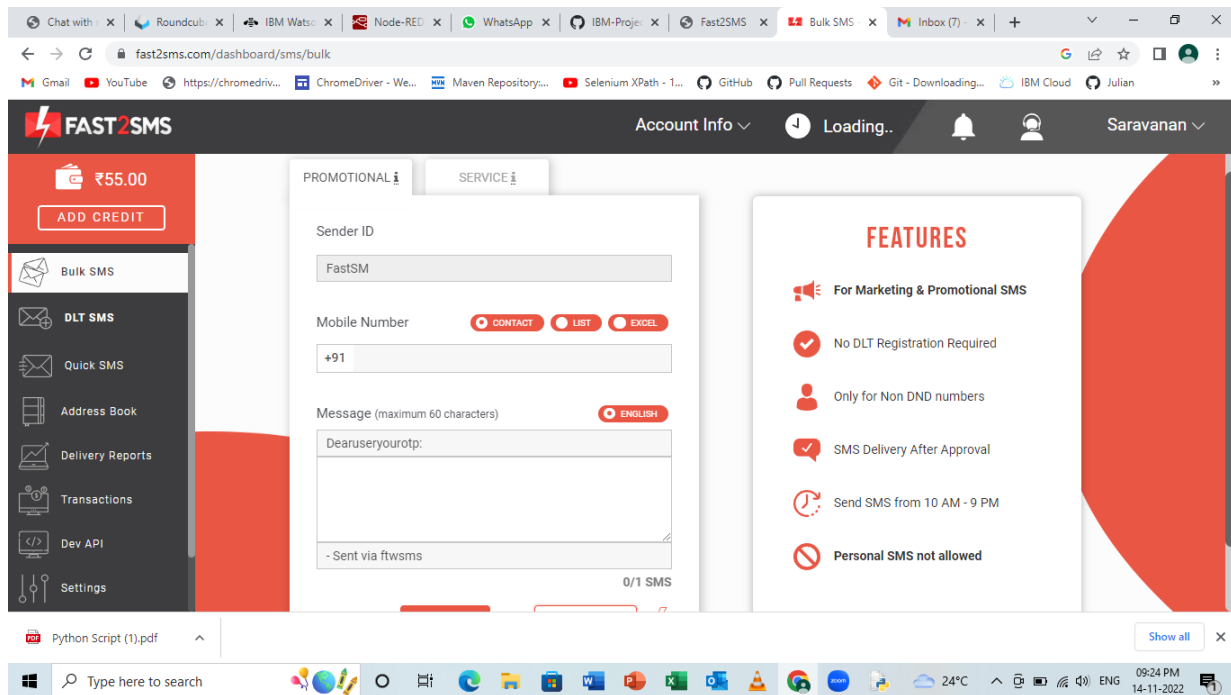 Chat with s
Roundcube
IBM Watso
Node-RED
WhatsApp
IBM-Projec
Fast2SMS
Bulk SMS -
Inbox (7) -
fast2sms.com/dashboard/sms/bulk
Gmail
YouTube
https://chromedriv...
ChromeDriver - We...
Maven Repository:...
Selenium XPath - 1...
GitHub
Pull Requests
Git - Downloading...
IBM Cloud
Julian
»
FAST2SMS
Account Info
Loading..
Saravanan
₹55.00
ADD CREDIT
Bulk SMS
DLT SMS
Quick SMS
Address Book
Delivery Reports
Transactions
Dev API
Settings
PROMOTIONAL i
SERVICE i
Sender ID
FastSM
Mobile Number
CONTACT
LIST
EXCEL
+91
Message (maximum 60 characters)
ENGLISH
Dearuseryourotp:
- Sent via ftwsms
0/1 SMS
FEATURES
For Marketing & Promotional SMS
No DLT Registration Required
Only for Non DND numbers
SMS Delivery After Approval
Send SMS from 10 AM - 9 PM
Personal SMS not allowed
Python Script (1).pdf
Show all
Type here to search
24°C
ENG
09:24 PM
14-11-2022